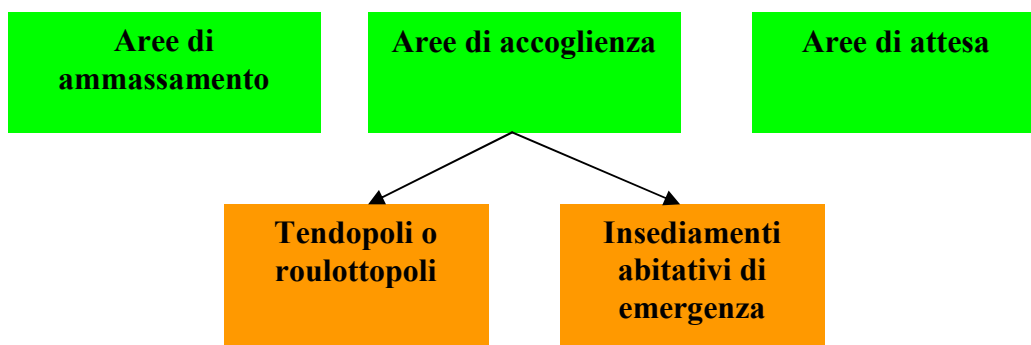 Aree di
ammassamento
Aree di accoglienza
Aree di attesa
Tendopoli o
roulottopoli
Insediamenti
abitativi di
emergenza